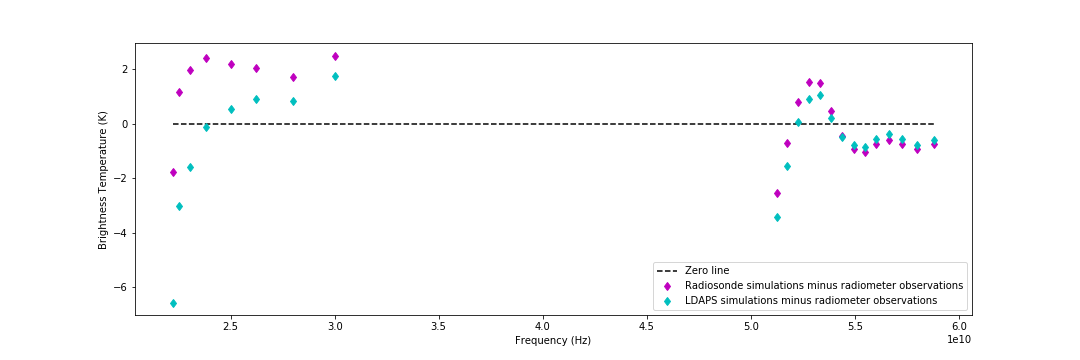 2
0
−2
−4
−6
Brightness Temperature (K)
2.5
3.0
3.5
4.0
4.5
5.0
5.5
6.0
1e10
Frequency (Hz)
Zero line
Radiosonde simulations minus radiometer observations
LDAPS simulations minus radiometer observations